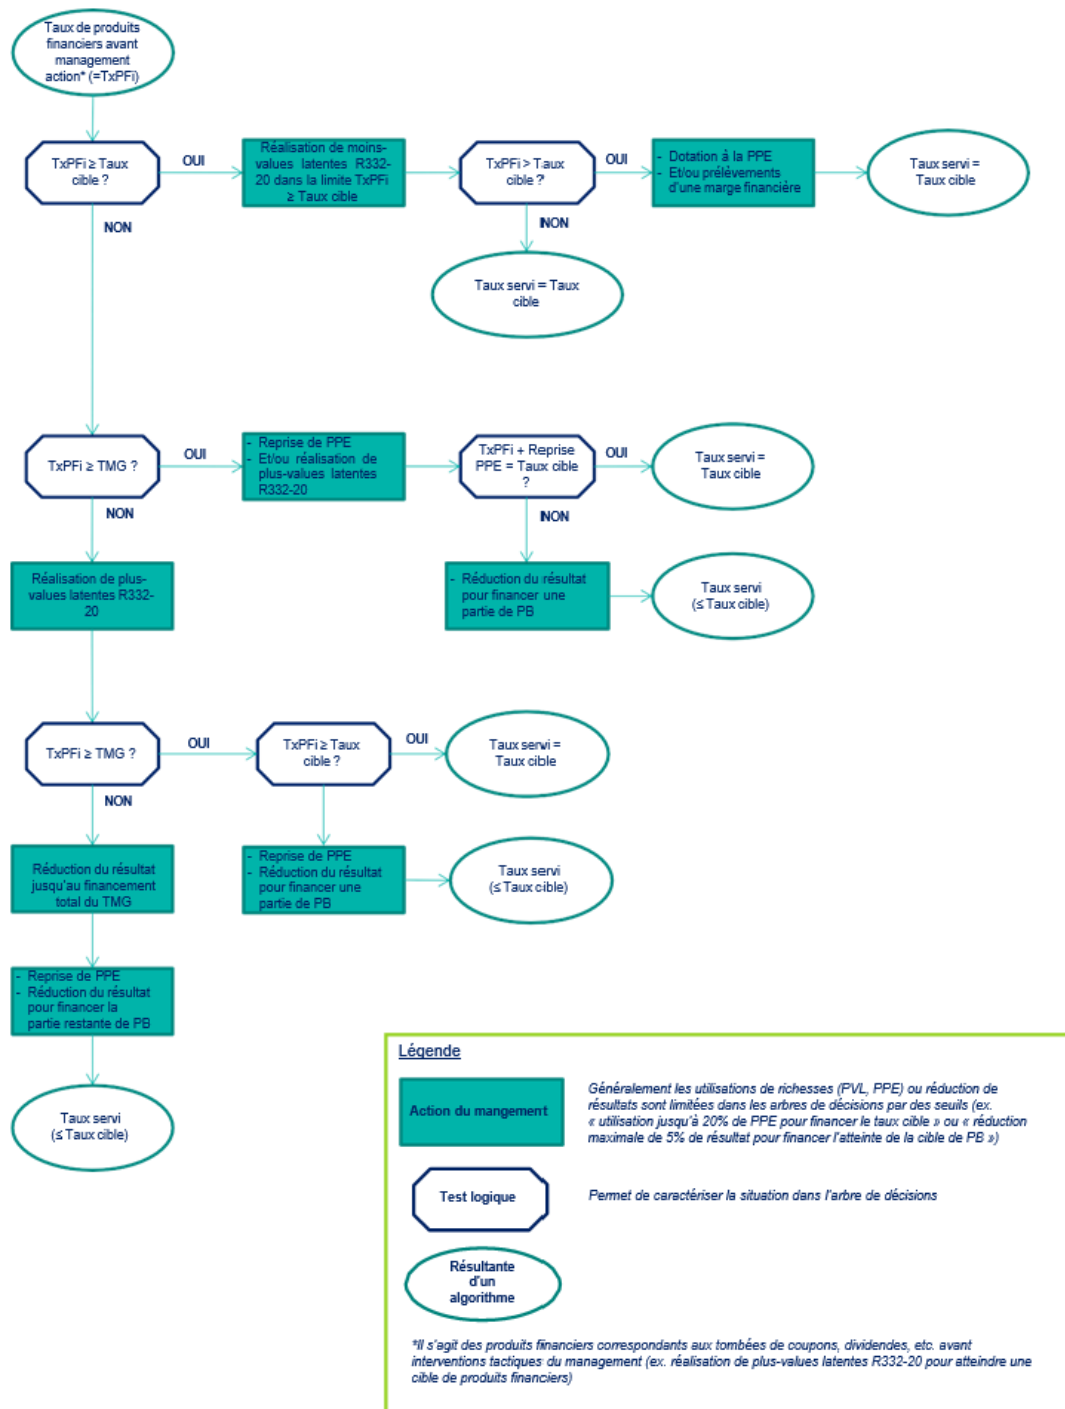 Taux de produits
financiers avant
management
action* (=TxPFi)
TxPFi ≥ Taux
cible ?
OUI
Réalisation de moins-
values latentes R332-
20 dans la limite TxPFi
≥ Taux cible
TxPFi > Taux
cible ?
OUI
- Dotation à la PPE
- Et/ou prélèvements
d'une marge financière
Taux servi =
Taux cible
NON
NON
Taux servi = Taux
cible
TxPFi ≥ TMG ?
OUI
- Reprise de PPE
- Et/ou réalisation de
plus-values latentes
R332-20
TxPFi + Reprise
PPE = Taux cible
?
OUI
Taux servi =
Taux cible
NON
NON
Réalisation de plus-
values latentes R332-
20
- Réduction du résultat
pour financer une
partie de PB
Taux servi
(≤ Taux cible)
TxPFi ≥ TMG ?
OUI
TxPFi ≥ Taux
cible ?
OUI
Taux servi =
Taux cible
NON
Réduction du résultat
jusqu'au financement
total du TMG
- Reprise de PPE
- Réduction du résultat
pour financer une
partie de PB
Taux servi
(≤ Taux cible)
- Reprise de PPE
- Réduction du résultat
pour financer la
partie restante de PB
Taux servi
(≤ Taux cible)
Légende
Action du mangement
Généralement les utilisations de richesses (PVL, PPE) ou réduction de
résultats sont limitées dans les arbres de décisions par des seuils (ex.
« utilisation jusqu'à 20% de PPE pour financer le taux cible » ou « réduction
maximale de 5% de résultat pour financer l'atteinte de la cible de PB »)
Test logique
Permet de caractériser la situation dans l'arbre de décisions
Résultante
d'un
algorithme
*Il s'agit des produits financiers correspondants aux tombées de coupons, dividendes, etc. avant
interventions tactiques du management (ex. réalisation de plus-values latentes R332-20 pour atteindre une
cible de produits financiers)